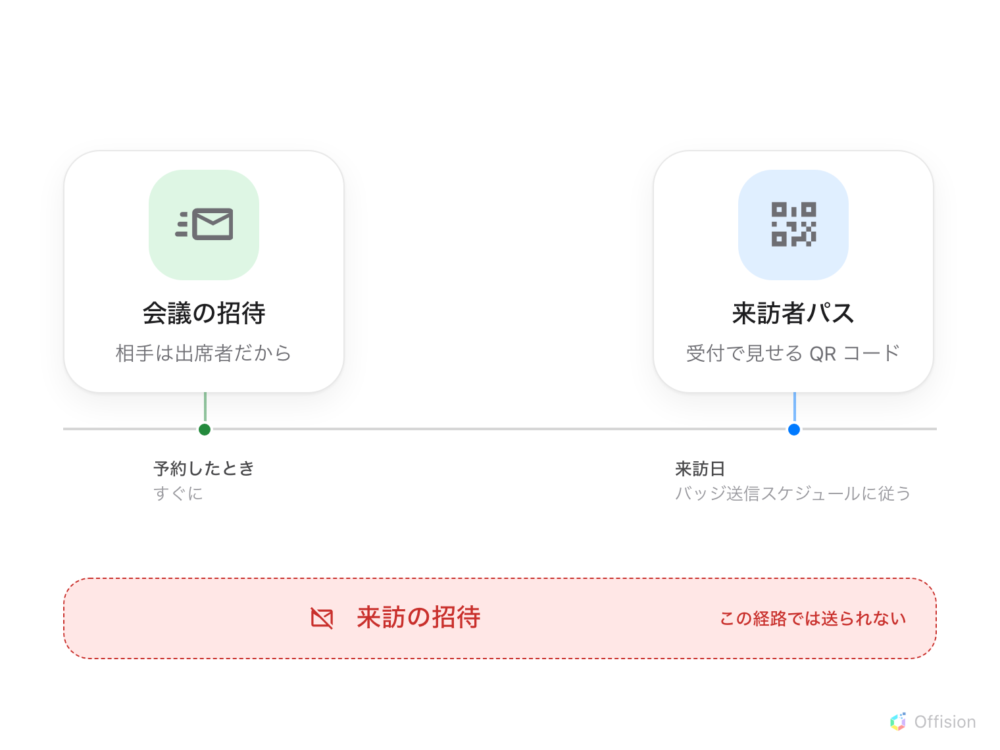 会議の招待
相手は出席者だから
来訪者パス
受付で見せる QR コード
予約したとき
すぐに
来訪日
バッジ送信スケジュールに従う
来訪の招待
この経路では送られない
Offision